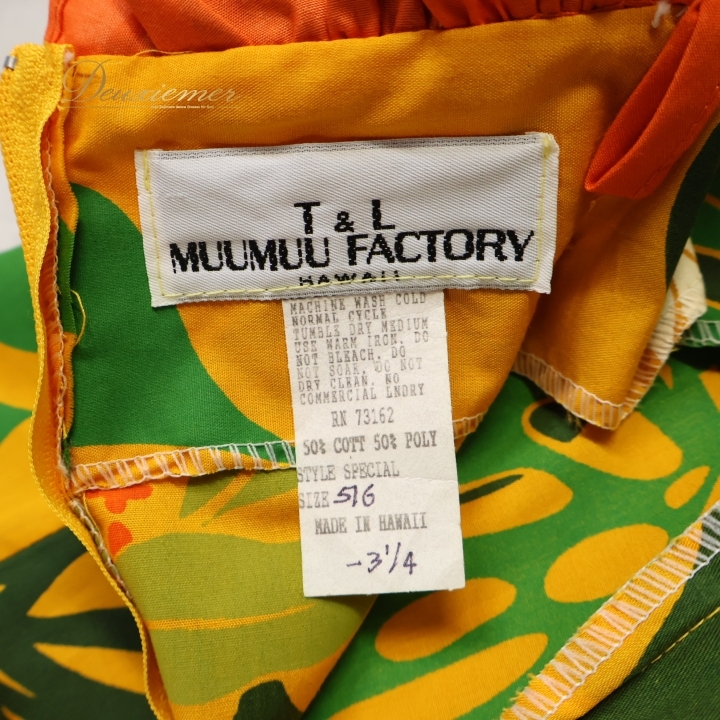 Deuxiemer
T & L
MUUMUU FACTORY
HAWAII
MACHINE WASH COLD
NORMAL CYCLE
TUMBLE DRY MEDIUM
USE WARM IRON. DO
NOT BLEACH. DO
NOT SOAK. DO NOT
DRY CLEAN. NO
COMMERCIAL LNDRY
RN 73162
50% COTT 50% POLY
STYLE SPECIAL
SIZE 516
MADE IN HAWAII
-3 1/4